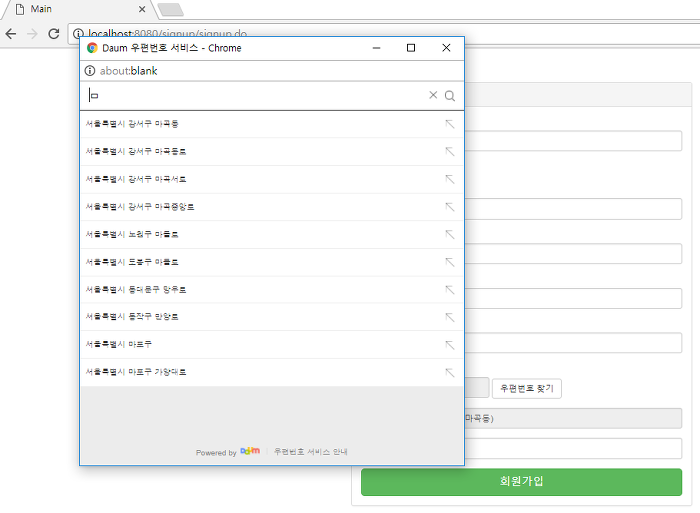 Main
localhost:8080/signup/signup.do
Daum 우편번호 서비스 - Chrome
about:blank
ㅁ
서울특별시 강서구 마곡동
서울특별시 강서구 마곡동로
서울특별시 강서구 마곡서로
서울특별시 강서구 마곡중앙로
서울특별시 노원구 마들로
서울특별시 도봉구 마들로
서울특별시 동대문구 망우로
서울특별시 동작구 만양로
서울특별시 마포구
서울특별시 마포구 가양대로
우편번호 찾기
마곡동)
Powered by Daum | 우편번호 서비스 안내
회원가입